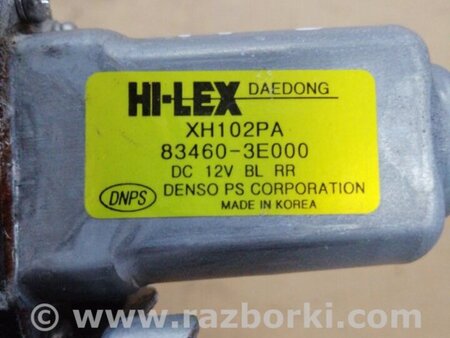 HI-LEX DAEDONG
XH102PA
83460-3E000
DC 12V BL RR
DNPS DENSO PS CORPORATION
MADE IN KOREA
www.razborki.com